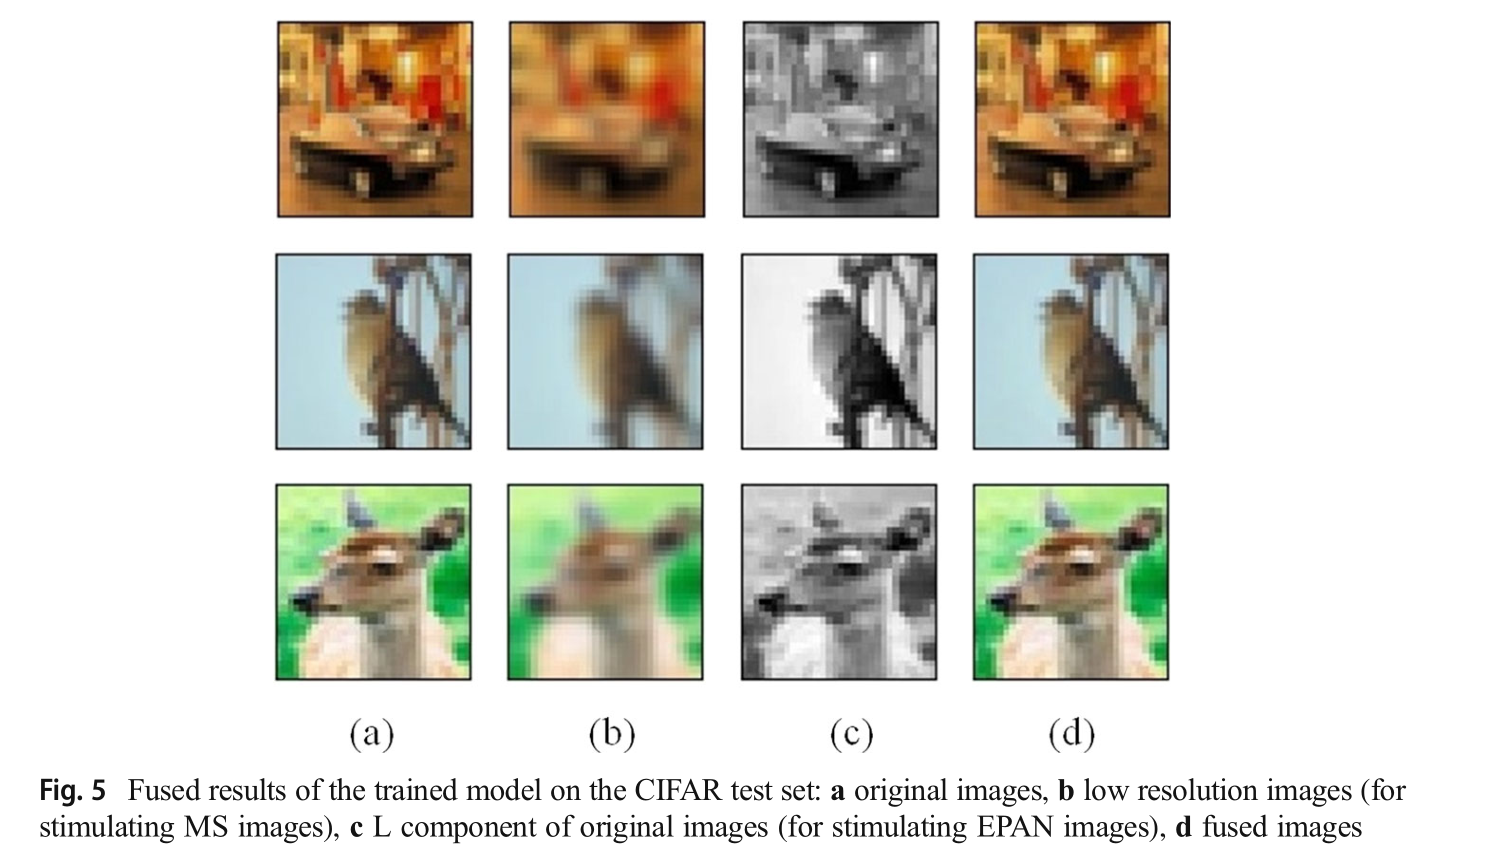 (a) (b) (c) (d)
Fig. 5 Fused results of the trained model on the CIFAR test set: a original images, b low resolution images (for
stimulating MS images), c L component of original images (for stimulating EPAN images), d fused images